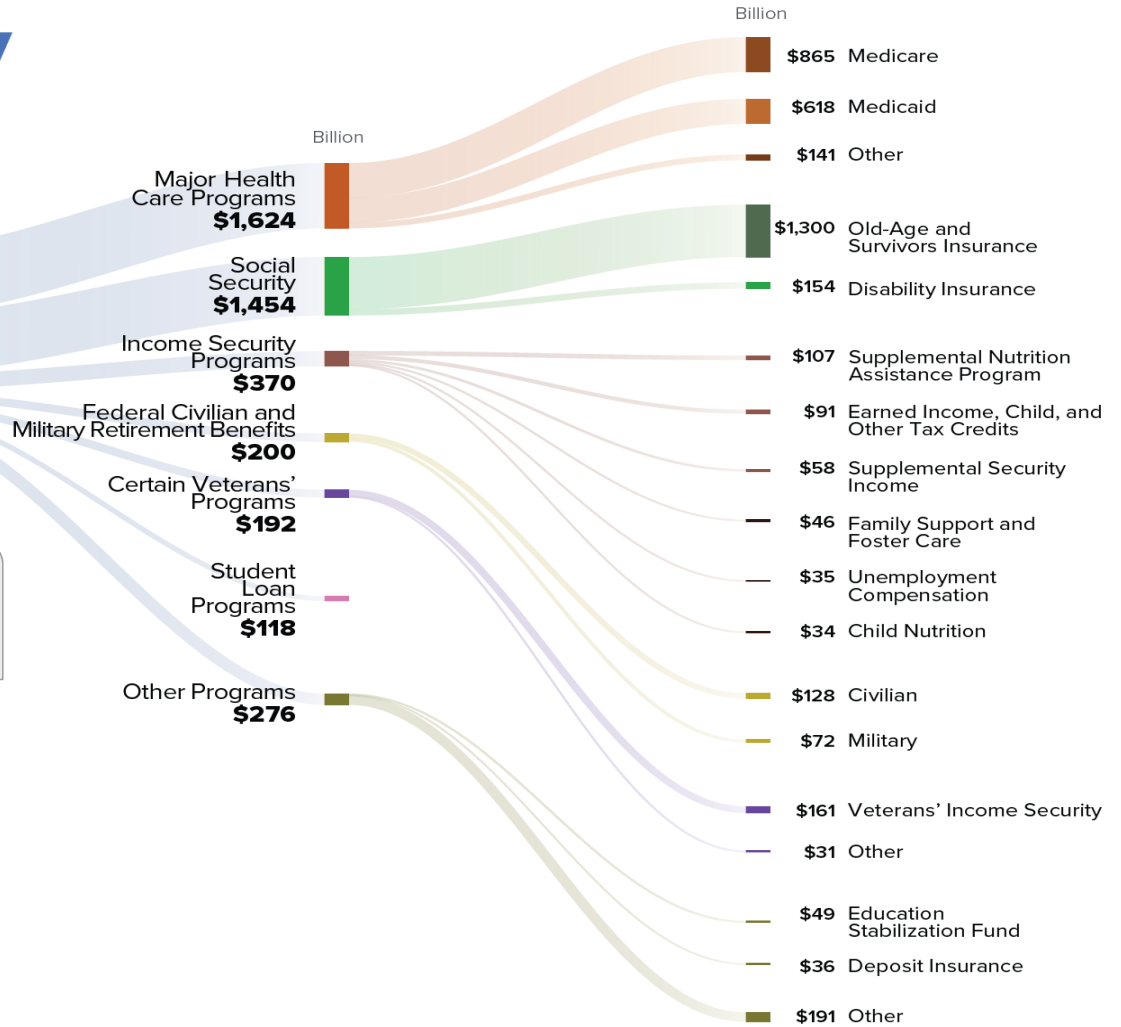 Billion
$865 Medicare
$618 Medicaid
$141 Other
$1,300 Old-Age and
Survivors Insurance
$154 Disability Insurance
$107 Supplemental Nutrition
Assistance Program
$91 Earned Income, Child, and
Other Tax Credits
$58 Supplemental Security
Income
$46 Family Support and
Foster Care
$35 Unemployment
Compensation
$34 Child Nutrition
$128 Civilian
$72 Military
$161 Veterans’ Income Security
$31 Other
$49 Education
Stabilization Fund
$36 Deposit Insurance
$191 Other
Billion
Major Health
Care Programs
$1,624
Social
Security
$1,454
Income Security
Programs
$370
Federal Civilian and
Military Retirement Benefits
$200
Certain Veterans’
Programs
$192
Student
Loan
Programs
$118
Other Programs
$276